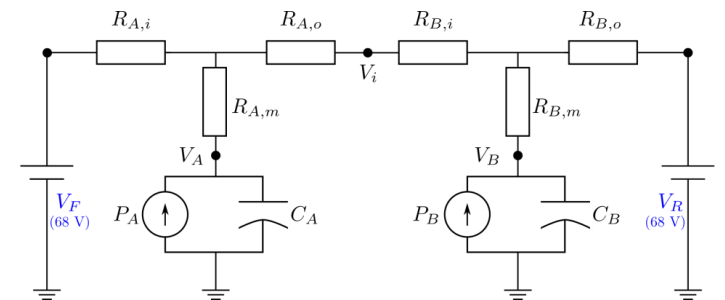 R_{A,i}
R_{A,o}
R_{B,i}
R_{B,o}
V_i
R_{A,m}
R_{B,m}
V_A
V_B
V_F
(68 V)
P_A
C_A
P_B
C_B
V_R
(68 V)